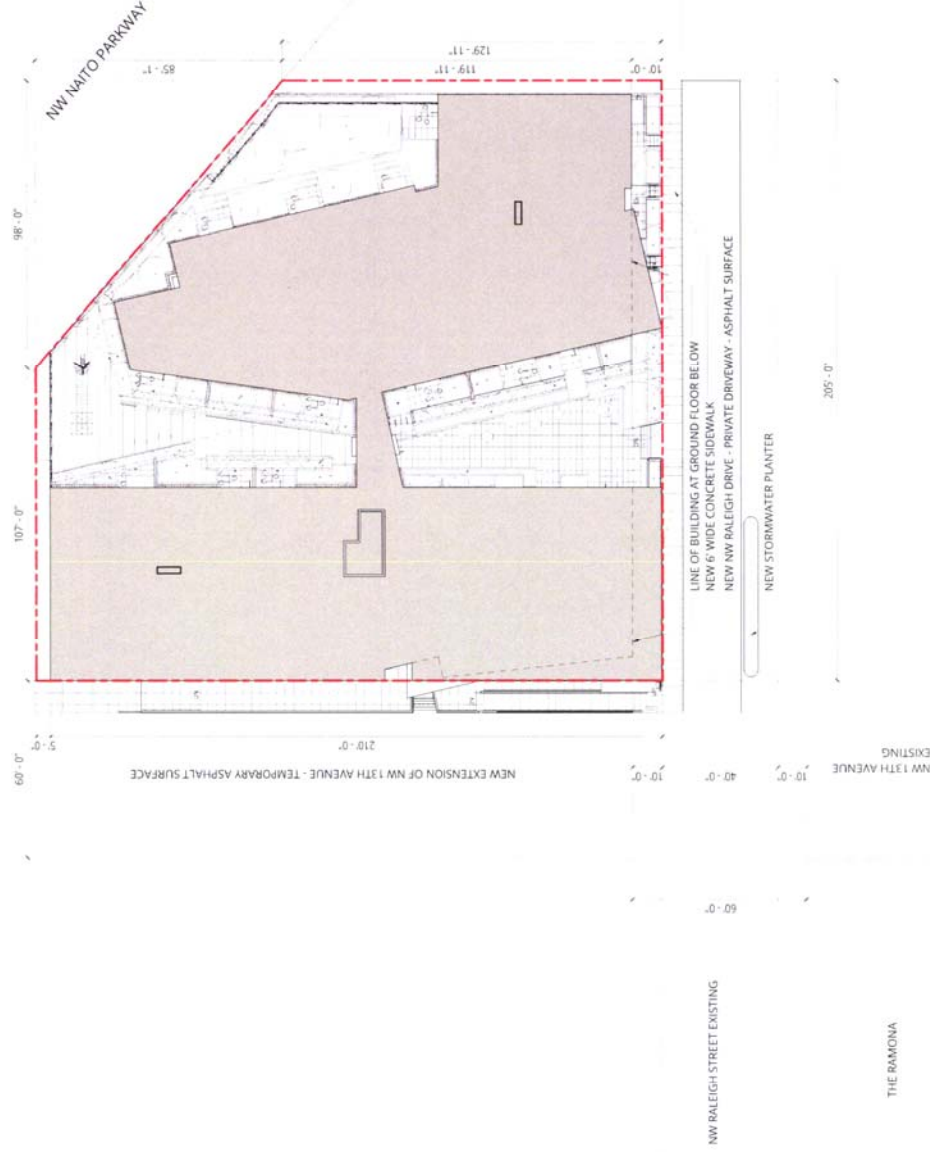 NW NAITO PARKWAY
129'-11"
85'-1"
119'-11"
10'-0"
98'-0"
107'-0"
205'-0"
LINE OF BUILDING AT GROUND FLOOR BELOW
NEW 6' WIDE CONCRETE SIDEWALK
NEW NW RALEIGH DRIVE - PRIVATE DRIVEWAY - ASPHALT SURFACE
NEW STORMWATER PLANTER
60'-0"
5'-0"
210'-0"
NEW EXTENSION OF NW 13TH AVENUE - TEMPORARY ASPHALT SURFACE
10'-0"
40'-0"
10'-0"
NW 13TH AVENUE
EXISTING
60'-0"
NW RALEIGH STREET EXISTING
THE RAMONA